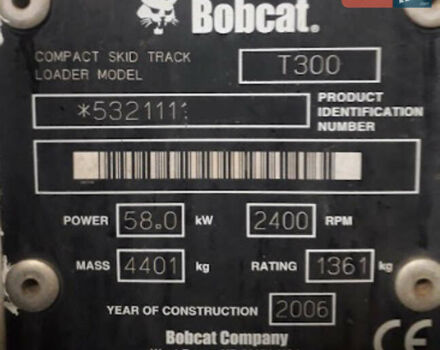 Bobcat.
COMPACT SKID TRACK
LOADER MODEL T300
*5321111
PRODUCT
IDENTIFICATION
NUMBER
POWER 58.0 kW 2400 RPM
MASS 4401 kg RATING 1361 kg
YEAR OF CONSTRUCTION 2006
Bobcat Company
CE